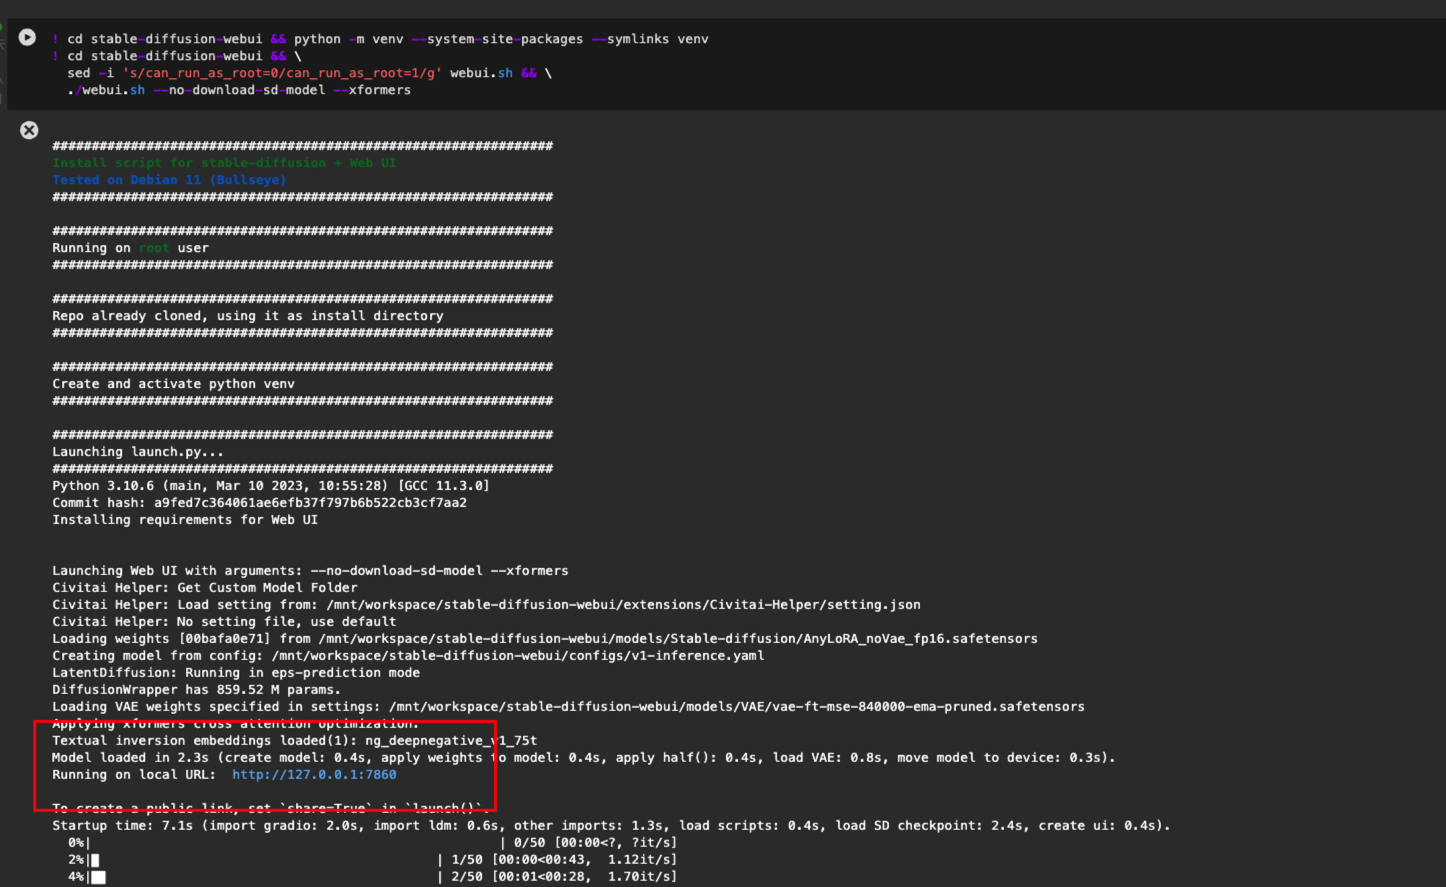 ! cd stable-diffusion-webui && python -m venv --system-site-packages --symlinks venv
! cd stable-diffusion-webui && \
sed -i 's/can_run_as_root=0/can_run_as_root=1/g' webui.sh && \
./webui.sh --no-download-sd-model --xformers
################################################################
Install script for stable-diffusion + Web UI
Tested on Debian 11 (Bullseye)
################################################################
################################################################
Running on root user
################################################################
################################################################
Repo already cloned, using it as install directory
################################################################
################################################################
Create and activate python venv
################################################################
################################################################
Launching launch.py...
################################################################
Python 3.10.6 (main, Mar 10 2023, 10:55:28) [GCC 11.3.0]
Commit hash: a9fed7c364061ae6efb37f797b6b522cb3cf7aa2
Installing requirements for Web UI
Launching Web UI with arguments: --no-download-sd-model --xformers
Civitai Helper: Get Custom Model Folder
Civitai Helper: Load setting from: /mnt/workspace/stable-diffusion-webui/extensions/Civitai-Helper/setting.json
Civitai Helper: No setting file, use default
Loading weights [00bafa0e71] from /mnt/workspace/stable-diffusion-webui/models/Stable-diffusion/AnyLoRA_noVae_fp16.safetensors
Creating model from config: /mnt/workspace/stable-diffusion-webui/configs/v1-inference.yaml
LatentDiffusion: Running in eps-prediction mode
DiffusionWrapper has 859.52 M params.
Loading VAE weights specified in settings: /mnt/workspace/stable-diffusion-webui/models/VAE/vae-ft-mse-840000-ema-pruned.safetensors
Applying xformers cross attention optimization.
Textual inversion embeddings loaded(1): ng_deepnegative_v1_75t
Model loaded in 2.3s (create model: 0.4s, apply weights to model: 0.4s, apply half(): 0.4s, load VAE: 0.8s, move model to device: 0.3s).
Running on local URL:  http://127.0.0.1:7860
To create a public link, set `share=True` in `launch()`.
Startup time: 7.1s (import gradio: 2.0s, import ldm: 0.6s, other imports: 1.3s, load scripts: 0.4s, load SD checkpoint: 2.4s, create ui: 0.4s).
0%| | 0/50 [00:00<?, ?it/s]
2%| | 1/50 [00:00<00:43, 1.12it/s]
4%| | 2/50 [00:01<00:28, 1.70it/s]